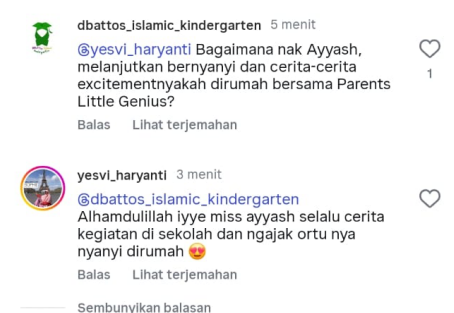 dbattos_islamic_kindergarten 5 menit
@yesvi_haryanti Bagaimana nak Ayyash,
melanjutkan bernyanyi dan cerita-cerita
excitementnyakah dirumah bersama Parents
Little Genius?
1
Balas Lihat terjemahan
yesvi_haryanti 3 menit
@dbattos_islamic_kindergarten
Alhamdulillah iyye miss ayyash selalu cerita
kegiatan di sekolah dan ngajak ortu nya
nyanyi dirumah 😍
Balas Lihat terjemahan
Sembunyikan balasan